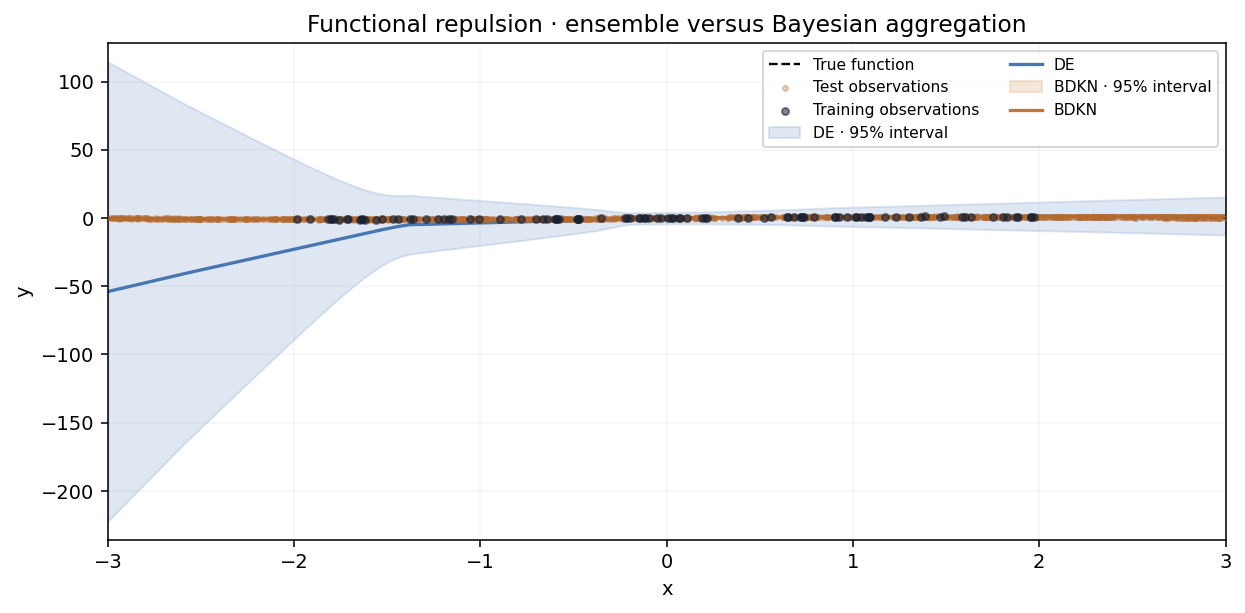 Functional repulsion · ensemble versus Bayesian aggregation
True function
Test observations
Training observations
DE · 95% interval
DE
BDKN · 95% interval
BDKN
100
50
0
−50
−100
−150
−200
y
−3
−2
−1
0
1
2
3
x